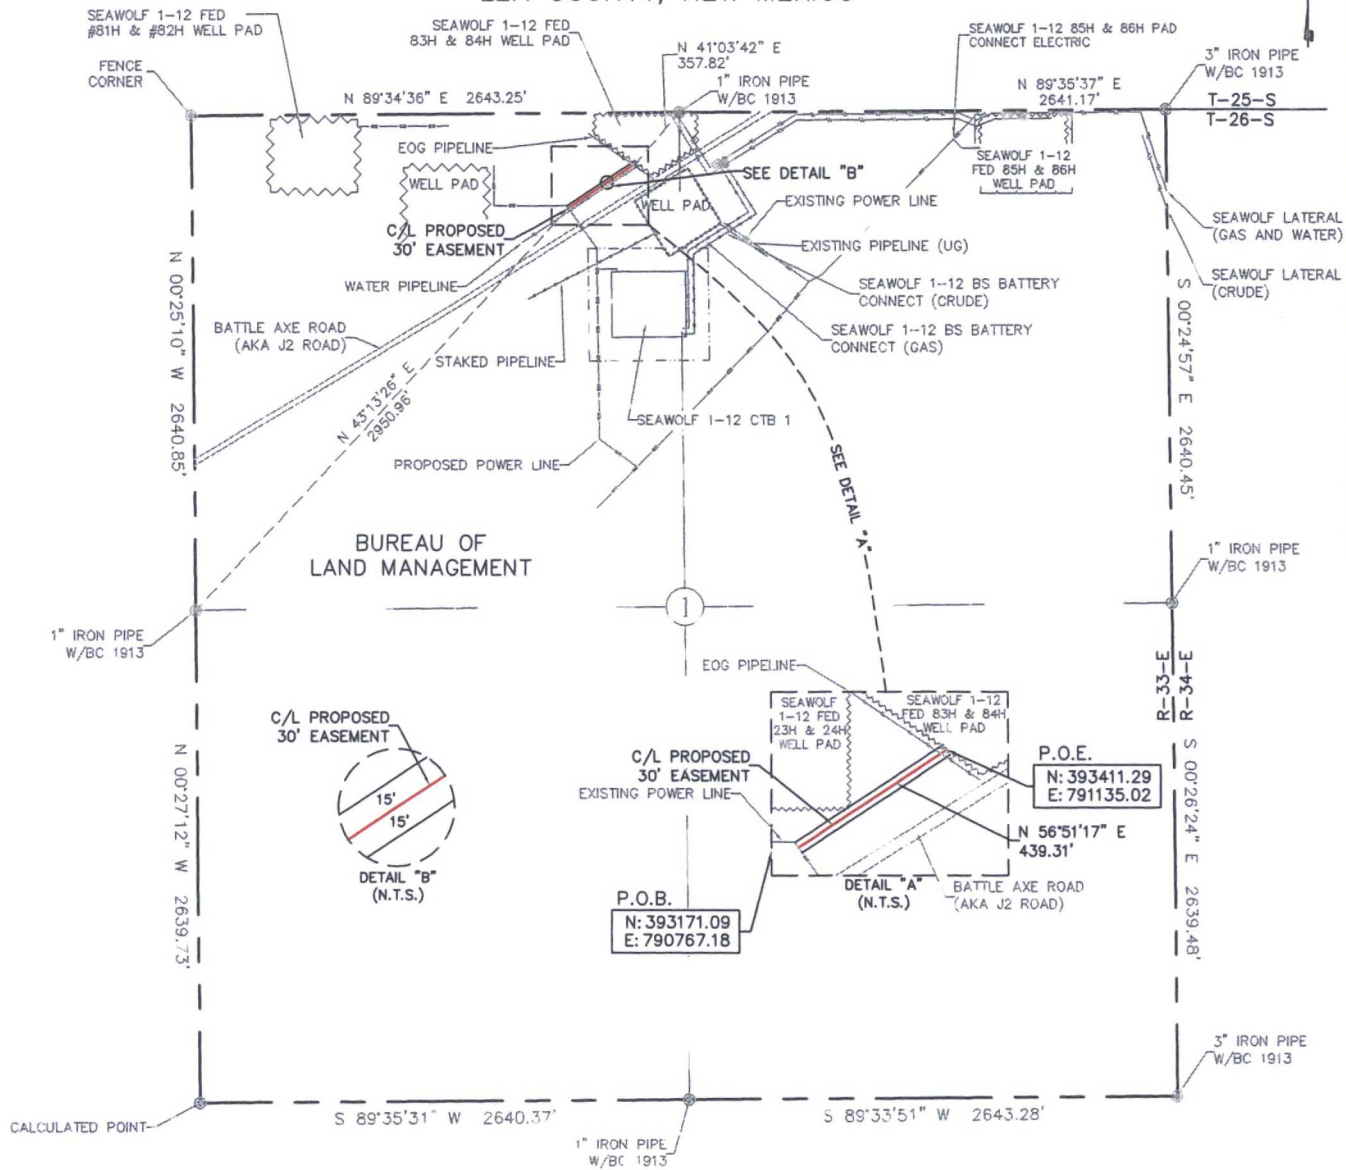 SEAWOLF 1-12 FED
#81H & #82H WELL PAD
SEAWOLF 1-12 FED
83H & 84H WELL PAD
N 41°03'42" E
357.82'
SEAWOLF 1-12 85H & 86H PAD
CONNECT ELECTRIC
FENCE
CORNER
1" IRON PIPE
W/BC 1913
3" IRON PIPE
W/BC 1913
N 89°34'36" E 2643.25'
N 89°35'37" E
2641.17'
T-25-S
T-26-S
EOG PIPELINE
SEE DETAIL "B"
SEAWOLF 1-12
FED 85H & 86H
WELL PAD
WELL PAD
WELL PAD
EXISTING POWER LINE
C/L PROPOSED
30' EASEMENT
EXISTING PIPELINE (UG)
SEAWOLF LATERAL
(GAS AND WATER)
WATER PIPELINE
SEAWOLF 1-12 BS BATTERY
CONNECT (CRUDE)
SEAWOLF LATERAL
(CRUDE)
BATTLE AXE ROAD
(AKA J2 ROAD)
SEAWOLF 1-12 BS BATTERY
CONNECT (GAS)
STAKED PIPELINE
N 00°25'10" W 2640.85'
S 00°24'57" E 2640.45'
N 43°13'26" E
2950.96'
SEAWOLF 1-12 CTB 1
PROPOSED POWER LINE
SEE DETAIL "A"
BUREAU OF
LAND MANAGEMENT
1" IRON PIPE
W/BC 1913
1
1" IRON PIPE
W/BC 1913
R-33-E
R-34-E
EOG PIPELINE
SEAWOLF
1-12 FED
23H & 24H
WELL PAD
SEAWOLF 1-12
FED 83H & 84H
WELL PAD
C/L PROPOSED
30' EASEMENT
C/L PROPOSED
30' EASEMENT
P.O.E.
N: 393411.29
E: 791135.02
EXISTING POWER LINE
15'
15'
N 56°51'17" E
439.31'
DETAIL "B"
(N.T.S.)
DETAIL "A"
(N.T.S.)
BATTLE AXE ROAD
(AKA J2 ROAD)
P.O.B.
N: 393171.09
E: 790767.18
N 00°27'12" W 2639.73'
S 00°26'24" E 2639.48'
3" IRON PIPE
W/BC 1913
CALCULATED POINT
S 89°35'31" W 2640.37'
S 89°33'51" W 2643.28'
1" IRON PIPE
W/BC 1913